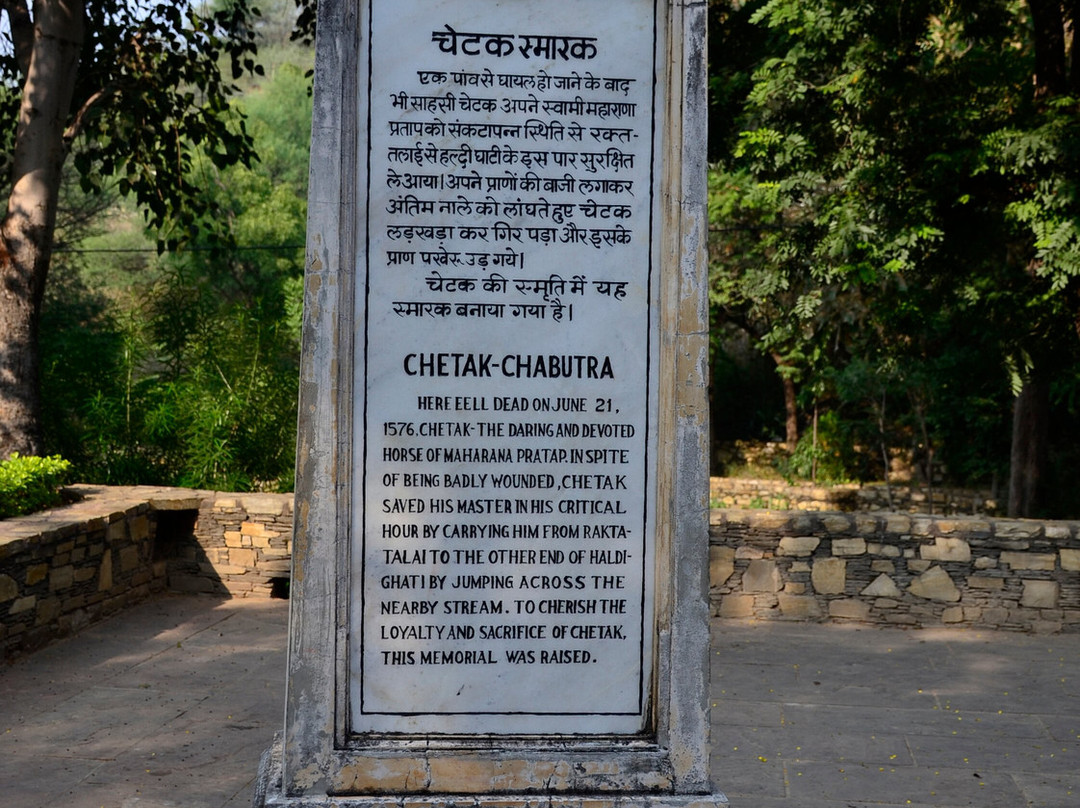 चेटक स्मारक
एक पांव से घायल हो जाने के बाद
भी साहसी चेटक अपने स्वामी महाराणा
प्रताप को संकटापन्न स्थिति से रक्त-
तलाई से हल्दी घाटी के इस पार सुरक्षित
ले आया। अपने प्राणों की बाजी लगाकर
अंतिम नाले को लांघते हुए चेटक
लड़खड़ा कर गिर पड़ा और इसके
प्राण पखेरू उड़ गये।
चेटक की स्मृति में यह
स्मारक बनाया गया है।
CHETAK-CHABUTRA
HERE EELL DEAD ON JUNE 21,
1576. CHETAK- THE DARING AND DEVOTED
HORSE OF MAHARANA PRATAP. IN SPITE
OF BEING BADLY WOUNDED, CHETAK
SAVED HIS MASTER IN HIS CRITICAL
HOUR BY CARRYING HIM FROM RAKTA-
TALAI TO THE OTHER END OF HALDI-
GHATI BY JUMPING ACROSS THE
NEARBY STREAM. TO CHERISH THE
LOYALTY AND SACRIFICE OF CHETAK,
THIS MEMORIAL WAS RAISED.